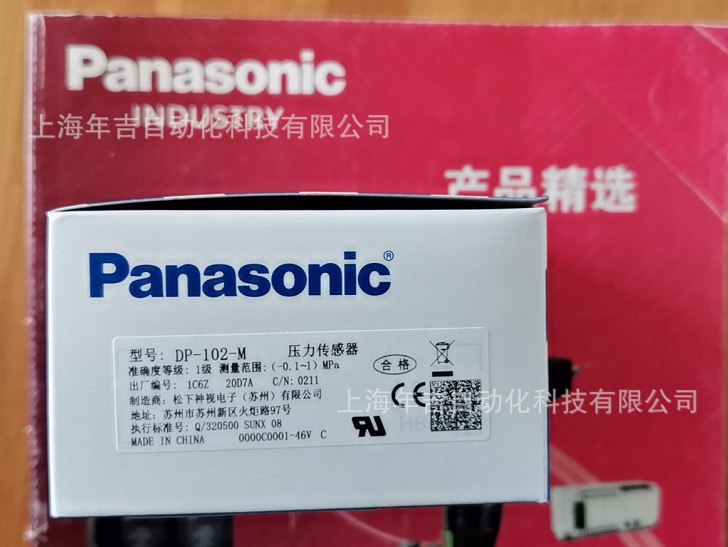 Panasonic
INDUSTRY
上海年吉自动化科技有限公司
产品精选
Panasonic®
型号: DP-102-M 压力传感器
准确度等级: 1级 测量范围: (-0.1~1) MPa
合格
出厂编号: 1C6Z 20D7A C/N: 0211
制造商: 松下神视电子（苏州）有限公司
CE
上海年吉自动化科技有限公司
地址: 苏州市苏州新区火炬路97号
执行标准号: Q/320500 SUNX 08
MADE IN CHINA 0000C0001-46V C